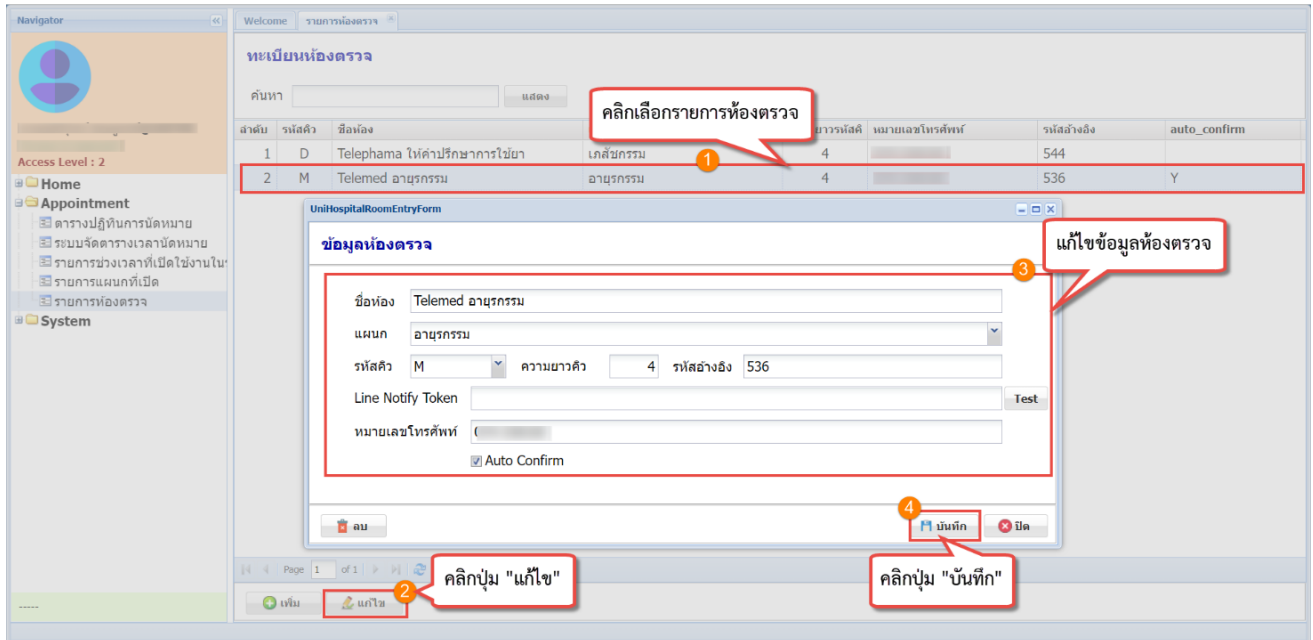 Navigator
Welcome
รายการห้องตรวจ
ทะเบียนห้องตรวจ
ค้นหา
แสดง
คลิกเลือกรายการห้องตรวจ
ลำดับ รหัสคิว ชื่อห้อง หมายเลขโทรศัพท์ รหัสอ้างอิง auto_confirm
1 D Telephama ให้คำปรึกษาการใช้ยา เภสัชกรรม 4 544
1
2 M Telemed อายุรกรรม อายุรกรรม 4 536 Y
Access Level : 2
Home
Appointment
ตารางปฏิทินการนัดหมาย
ระบบจัดตารางเวลานัดหมาย
รายการช่วงเวลาที่เปิดใช้งานใน
รายการแผนกที่เปิด
รายการห้องตรวจ
System
UniHospitalRoomEntryForm
ข้อมูลห้องตรวจ
แก้ไขข้อมูลห้องตรวจ
3
ชื่อห้อง Telemed อายุรกรรม
แผนก อายุรกรรม
รหัสคิว M ความยาวคิว 4 รหัสอ้างอิง 536
Line Notify Token Test
หมายเลขโทรศัพท์
Auto Confirm
4
ลบ บันทึก ปิด
Page 1 of 1
คลิกปุ่ม "แก้ไข"
คลิกปุ่ม "บันทึก"
2
เพิ่ม แก้ไข
-----